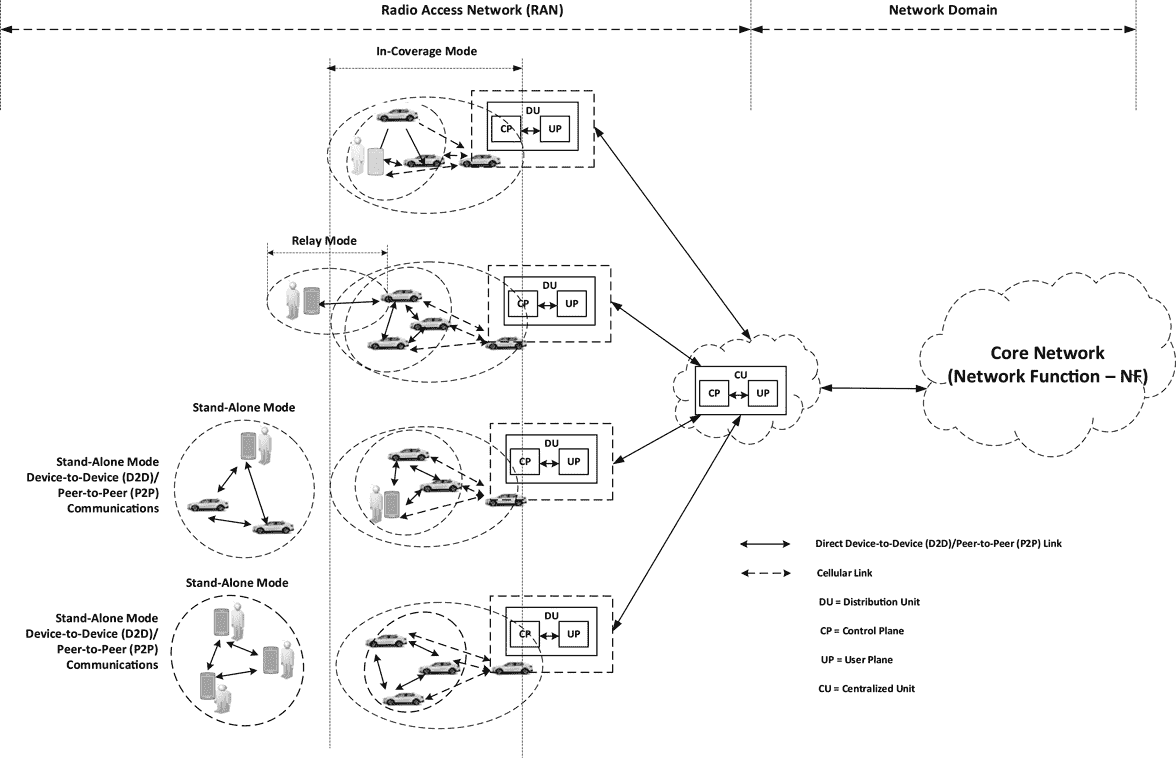 Radio Access Network (RAN)
Network Domain
In-Coverage Mode
DU
CP
UP
Relay Mode
DU
CP
UP
Core Network
(Network Function – NF)
CU
CP
UP
Stand-Alone Mode
Stand-Alone Mode
Device-to-Device (D2D)/
Peer-to-Peer (P2P)
Communications
DU
CP
UP
Direct Device-to-Device (D2D)/Peer-to-Peer (P2P) Link
Cellular Link
DU = Distribution Unit
CP = Control Plane
UP = User Plane
CU = Centralized Unit
Stand-Alone Mode
Stand-Alone Mode
Device-to-Device (D2D)/
Peer-to-Peer (P2P)
Communications
DU
CP
UP